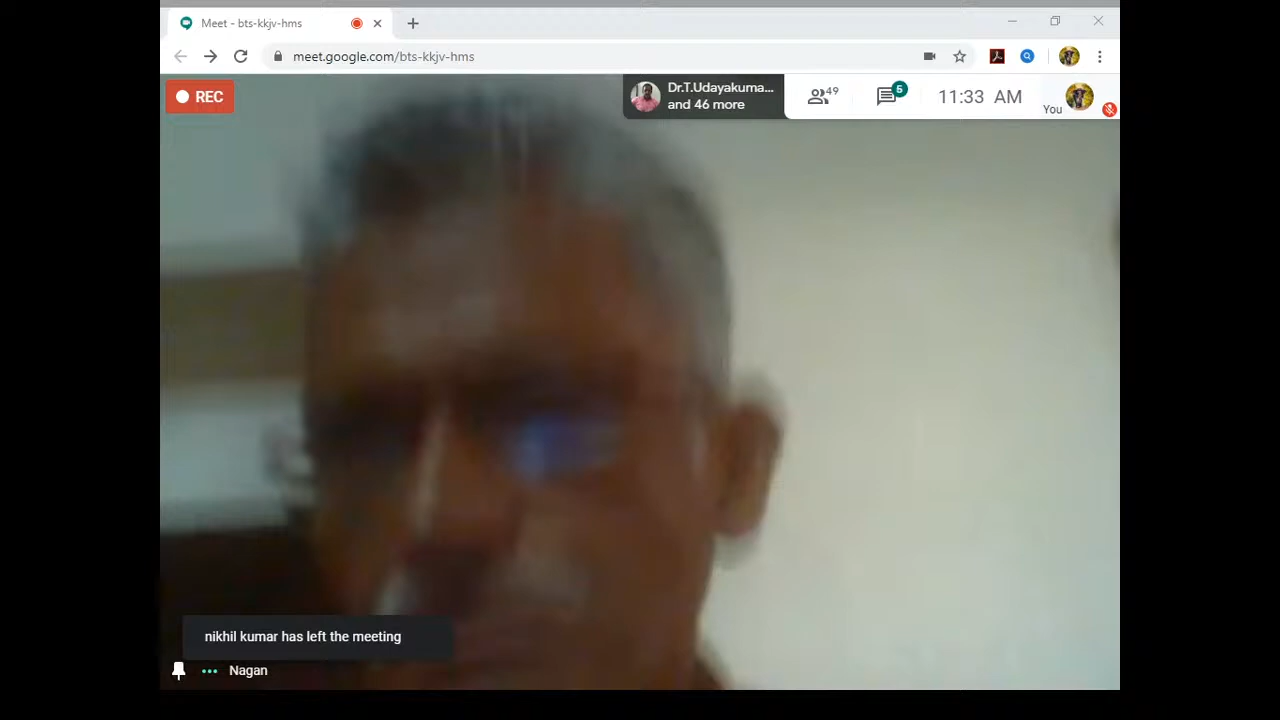 Meet - bts-kkjv-hms
meet.google.com/bts-kkjv-hms
REC
Dr.T.Udayakuma...
and 46 more
49
5
11:33 AM
You
nikhil kumar has left the meeting
Nagan